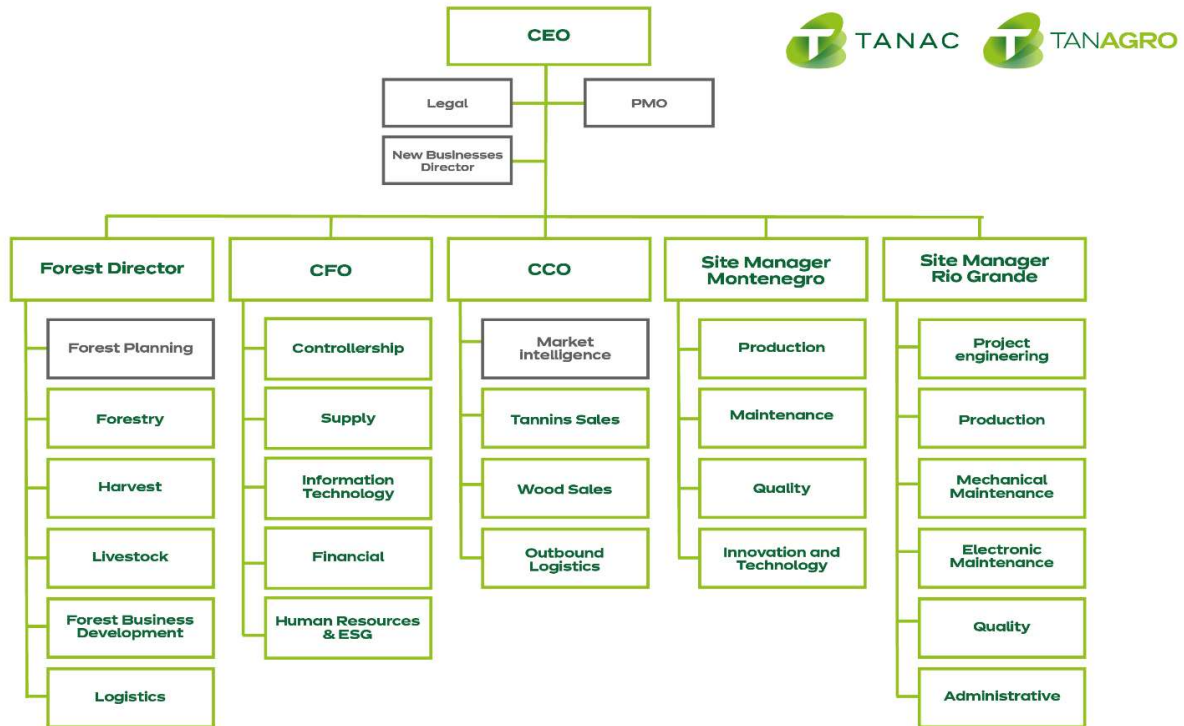 CEO
TANAC
TANAGRO
Legal
PMO
New Businesses
Director
Forest Director
CFO
CCO
Site Manager
Montenegro
Site Manager
Rio Grande
Forest Planning
Forestry
Harvest
Livestock
Forest Business
Development
Logistics
Controllership
Supply
Information
Technology
Financial
Human Resources
& ESG
Market
intelligence
Tannins Sales
Wood Sales
Outbound
Logistics
Production
Maintenance
Quality
Innovation and
Technology
Project
engineering
Production
Mechanical
Maintenance
Electronic
Maintenance
Quality
Administrative